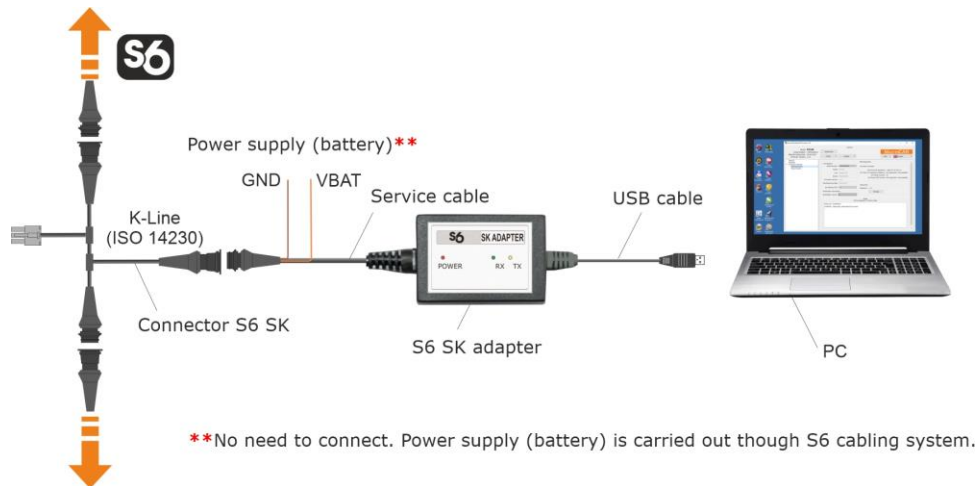 S6
Power supply (battery)**
GND VBAT
Service cable
USB cable
K-Line
(ISO 14230)
S6 SK ADAPTER
POWER RX TX
Connector S6 SK
S6 SK adapter
PC
**No need to connect. Power supply (battery) is carried out though S6 cabling system.